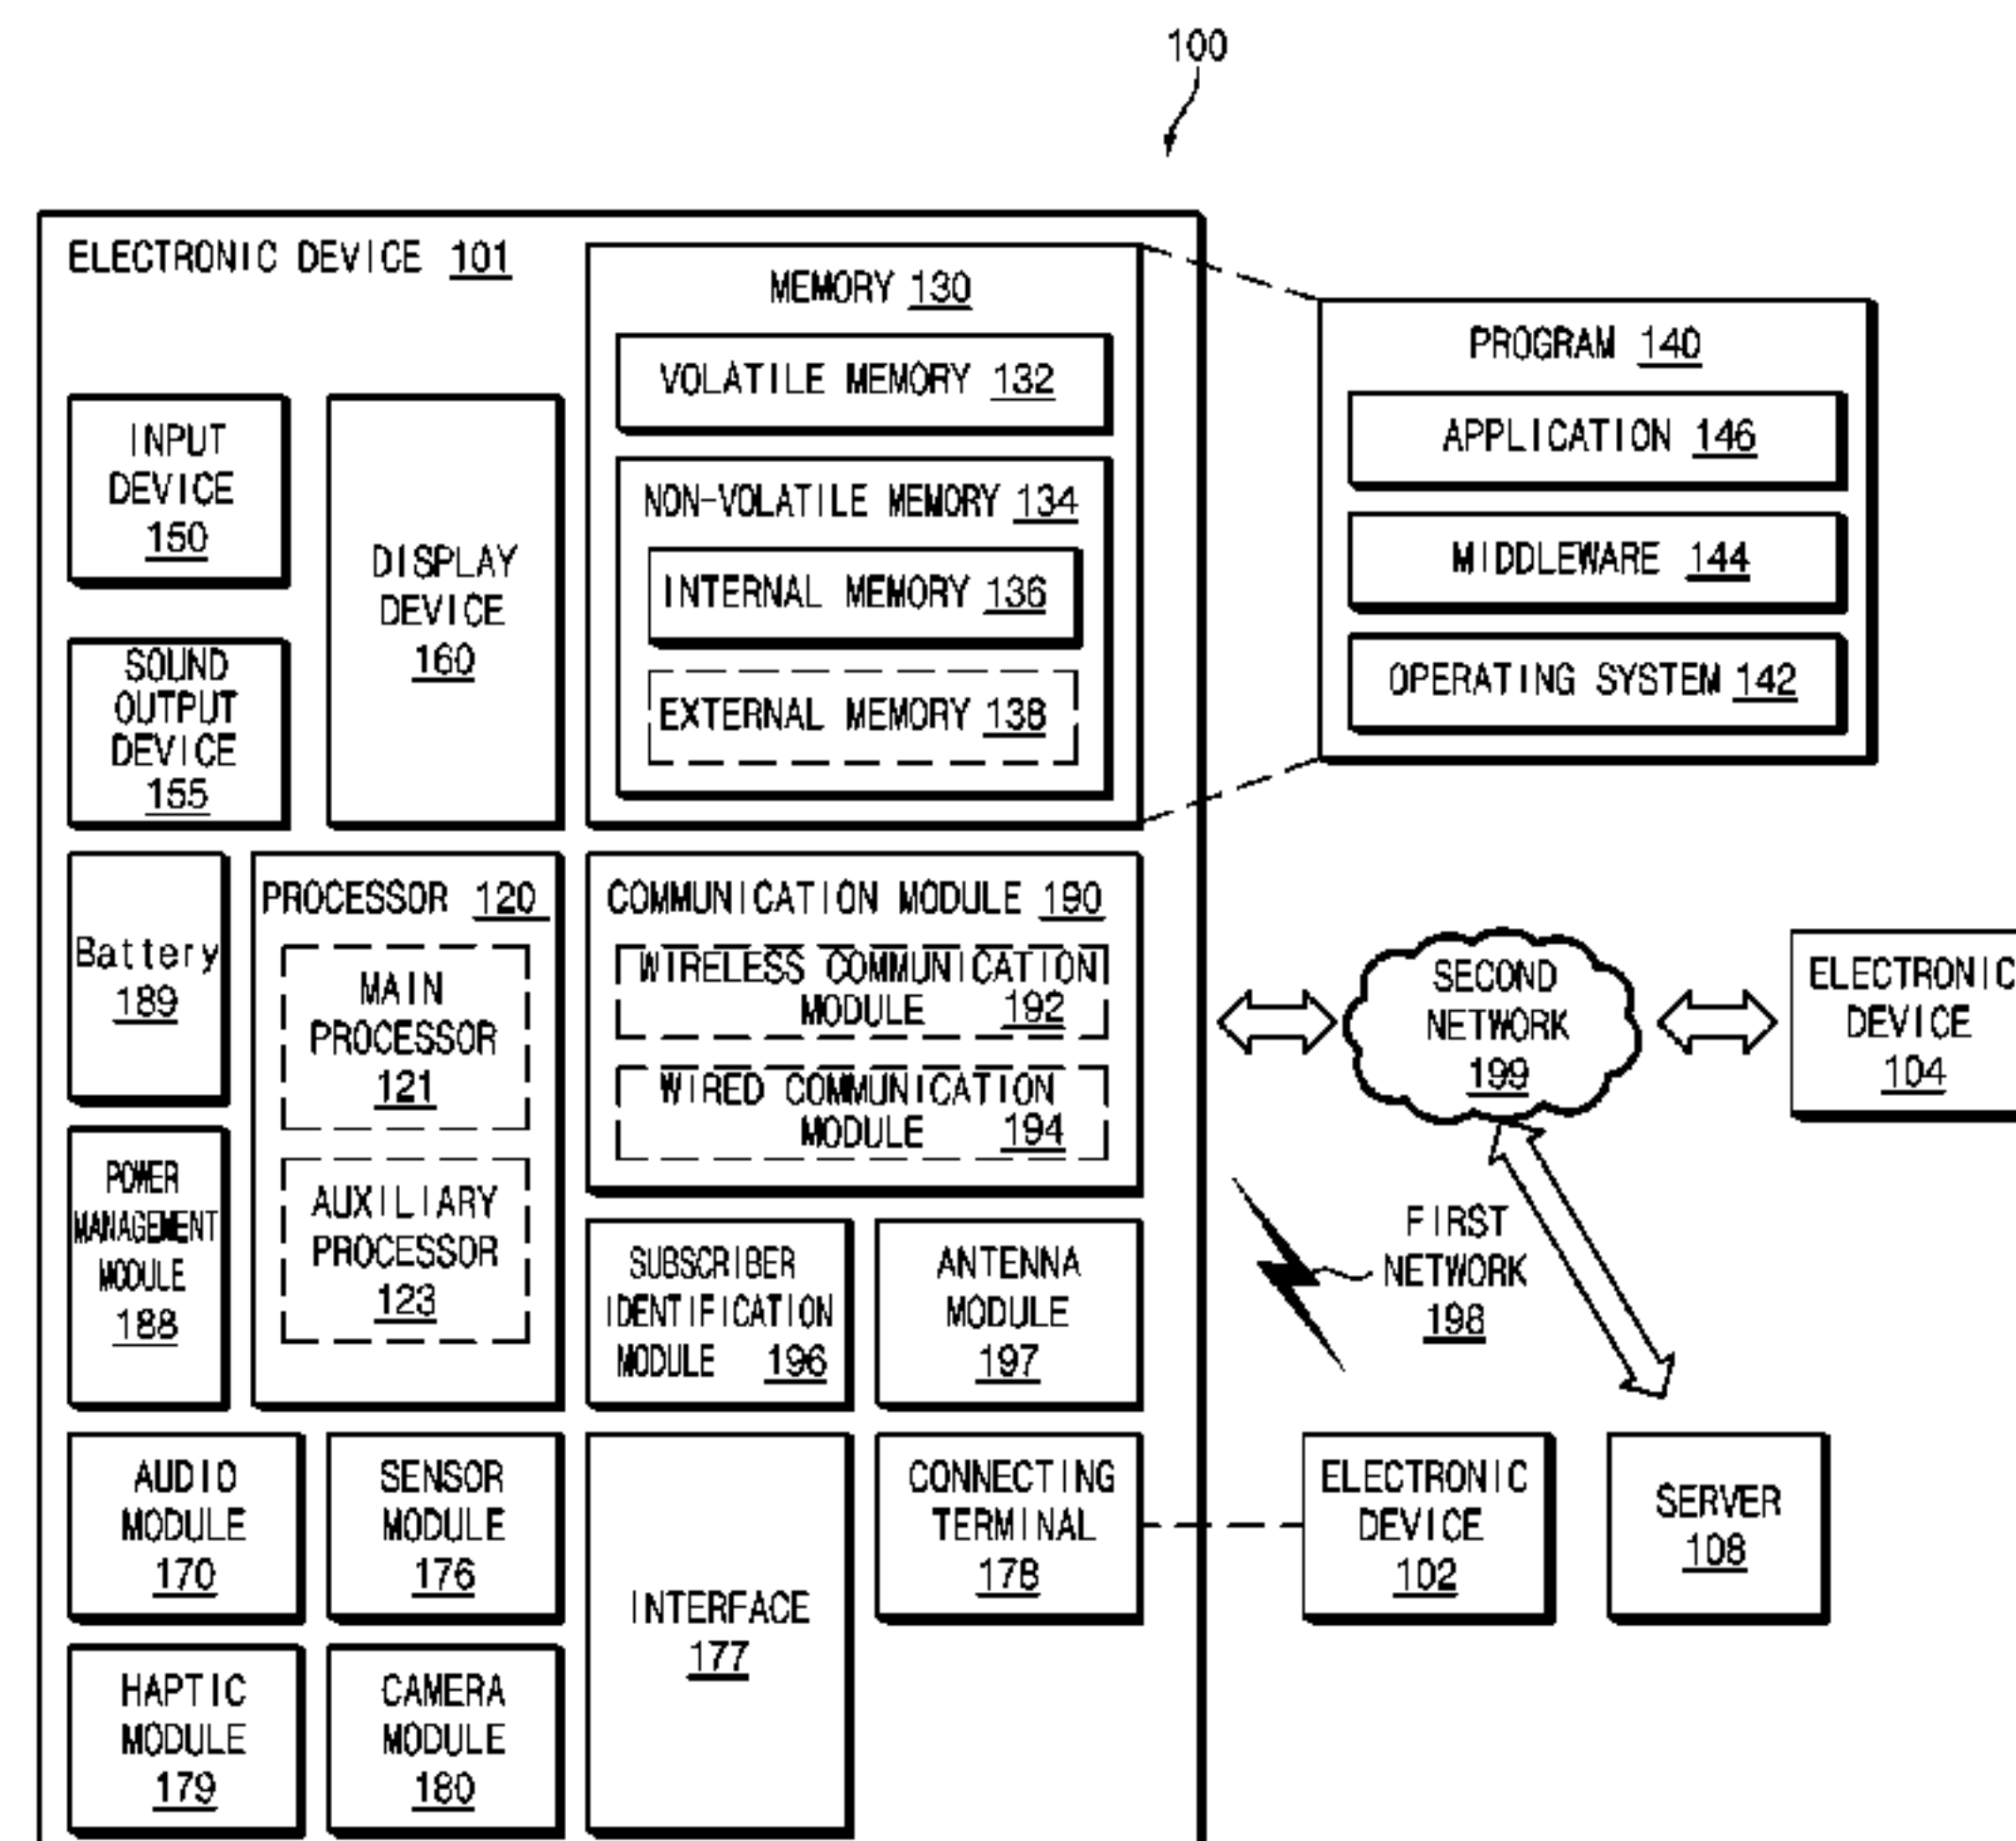 100
ELECTRONIC DEVICE 101
MEMORY 130
VOLATILE MEMORY 132
NON-VOLATILE MEMORY 134
INTERNAL MEMORY 136
EXTERNAL MEMORY 138
PROGRAM 140
APPLICATION 146
MIDDLEWARE 144
OPERATING SYSTEM 142
INPUT
DEVICE
150
SOUND
OUTPUT
DEVICE
155
DISPLAY
DEVICE
160
Battery
189
POWER
MANAGEMENT
MODULE
188
PROCESSOR 120
MAIN
PROCESSOR
121
AUXILIARY
PROCESSOR
123
COMMUNICATION MODULE 190
WIRELESS COMMUNICATION
MODULE 192
WIRED COMMUNICATION
MODULE 194
SUBSCRIBER
IDENTIFICATION
MODULE 196
ANTENNA
MODULE
197
SECOND
NETWORK
199
ELECTRONIC
DEVICE
104
FIRST
NETWORK
198
AUDIO
MODULE
170
SENSOR
MODULE
176
INTERFACE
177
CONNECTING
TERMINAL
178
ELECTRONIC
DEVICE
102
SERVER
108
HAPTIC
MODULE
179
CAMERA
MODULE
180